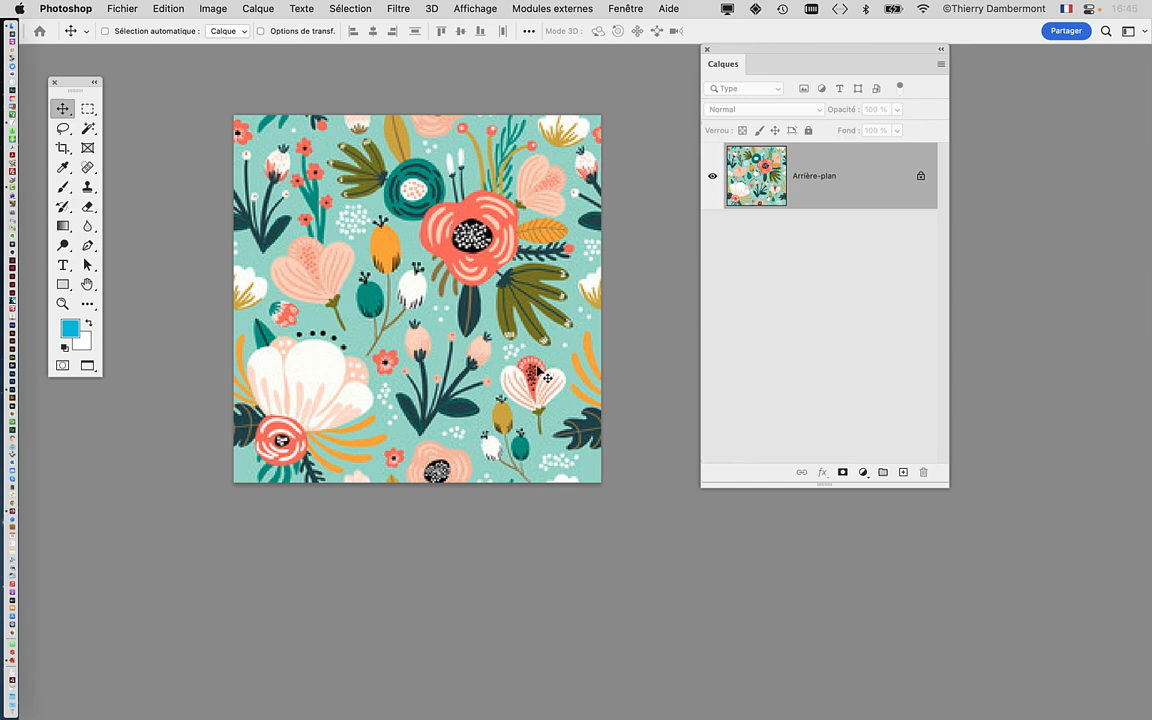 Photoshop Fichier Edition Image Calque Texte Sélection Filtre 3D Affichage Modules externes Fenêtre Aide ©Thierry Dambermont 16:45
Sélection automatique : Calque Options de transf. Mode 3D : Partager
Calques
Type
Normal Opacité : 100 %
Verrou : Fond : 100 %
Arrière-plan
fx